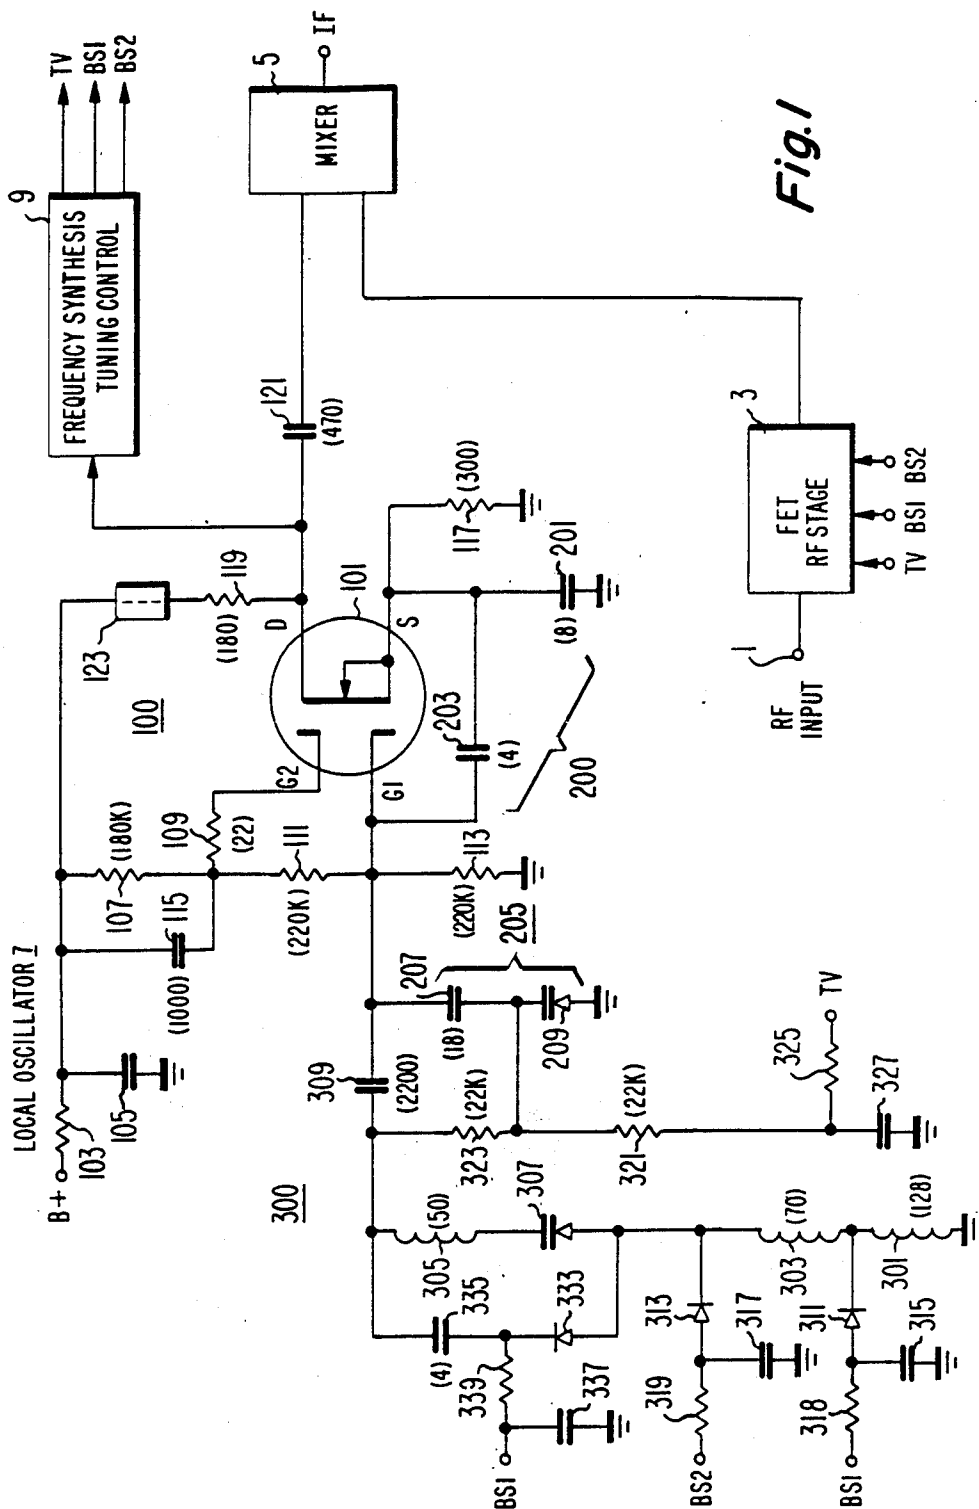 LOCAL OSCILLATOR 7
B+
103
105
(1000)
115
107
(180K)
109
(22)
111
(220K)
113
(220K)
100
123
119
(180)
D
G2
G1
S
101
203
(4)
200
201
(8)
117
(300)
121
(470)
9
FREQUENCY SYNTHESIS
TUNING CONTROL
TV
BS1
BS2
5
MIXER
IF
Fig.1
1
RF
INPUT
3
FET
RF STAGE
TV
BS1
BS2
300
309
(2200)
207
(18)
205
209
323
(22K)
321
(22K)
325
TV
327
305
(50)
307
335
(4)
333
339
337
BS1
313
317
319
BS2
303
(70)
301
(128)
311
315
318
BS1